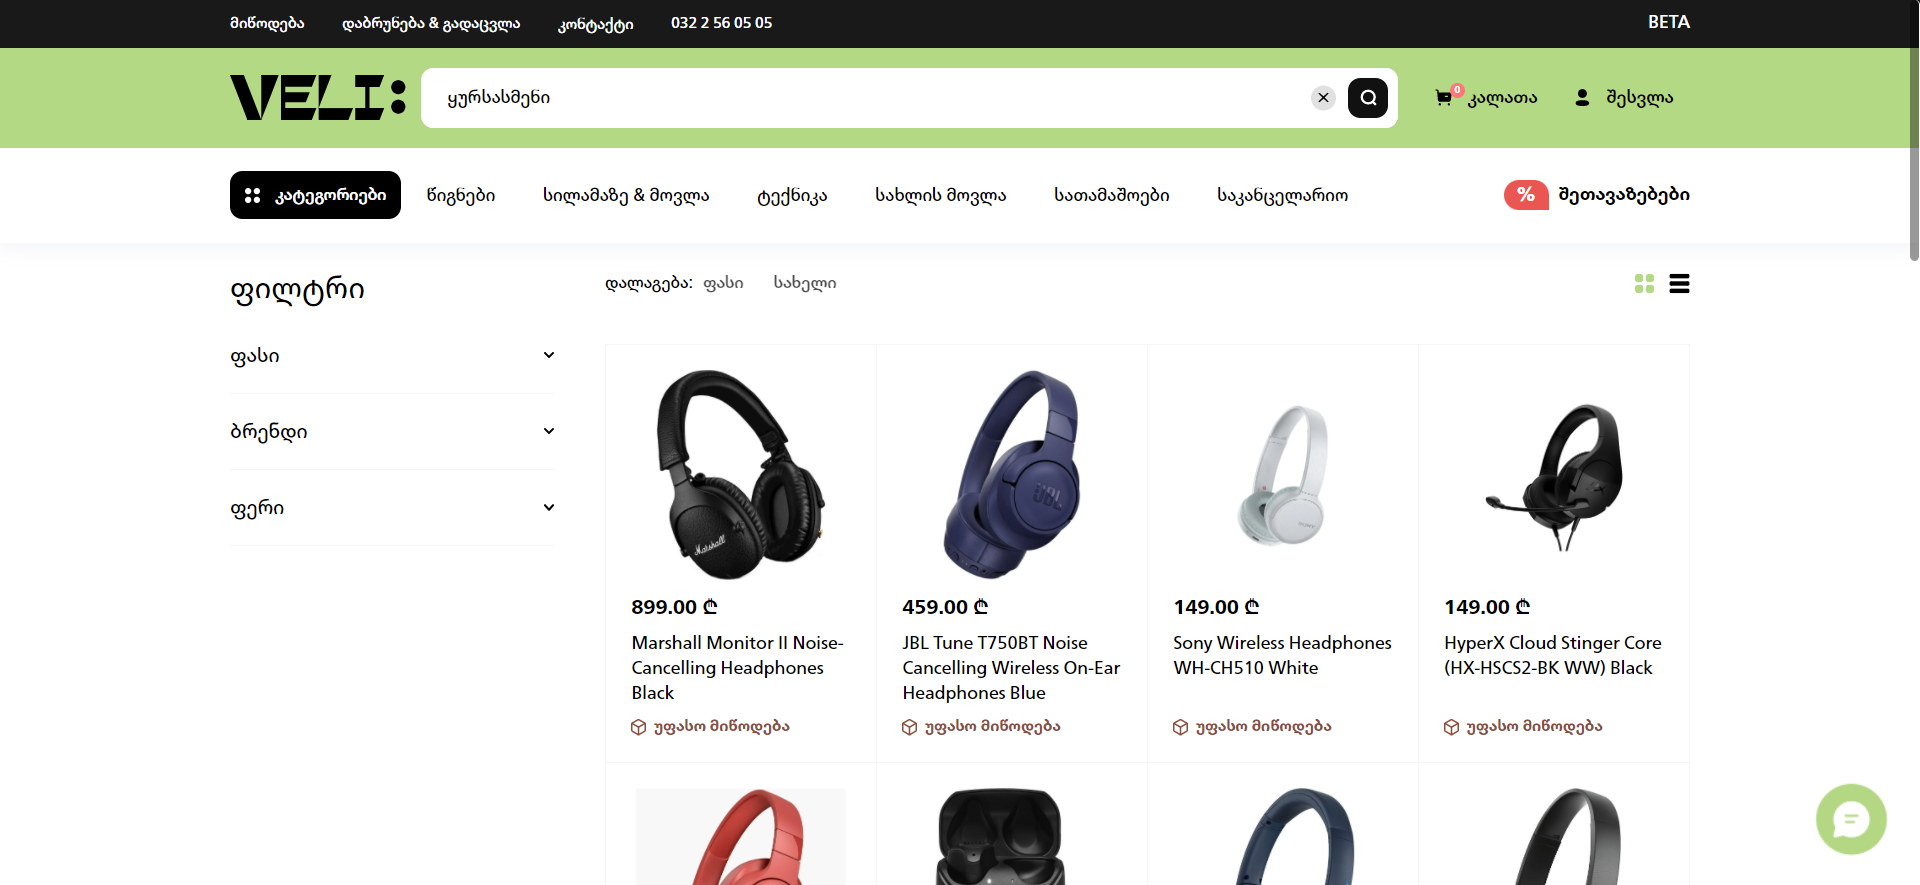 მიწოდება დაბრუნება & გადაცვლა კონტაქტი 032 2 56 05 05 BETA
VELI: ყურსასმენი 0 კალათა შესვლა
კატეგორიები წიგნები სილამაზე & მოვლა ტექნიკა სახლის მოვლა სათამაშოები საკანცელარიო % შეთავაზებები
ფილტრი
ფასი
ბრენდი
ფერი
დალაგება: ფასი სახელი
Marshall
899.00 ₾
Marshall Monitor II Noise-
Cancelling Headphones
Black
უფასო მიწოდება
JBL
459.00 ₾
JBL Tune T750BT Noise
Cancelling Wireless On-Ear
Headphones Blue
უფასო მიწოდება
SONY
149.00 ₾
Sony Wireless Headphones
WH-CH510 White
უფასო მიწოდება
149.00 ₾
HyperX Cloud Stinger Core
(HX-HSCS2-BK WW) Black
უფასო მიწოდება